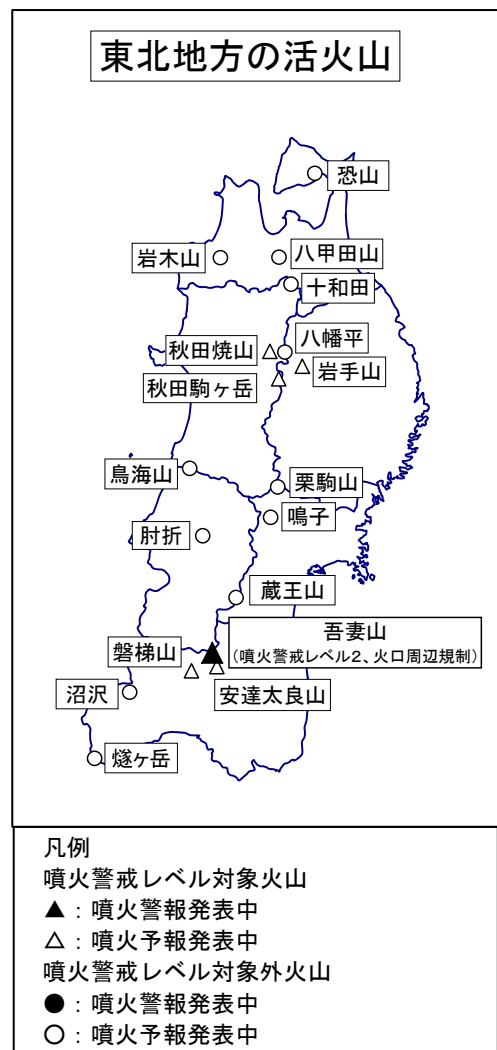 東北地方の活火山
恐山
岩木山
八甲田山
十和田
八幡平
秋田焼山
岩手山
秋田駒ヶ岳
鳥海山
栗駒山
鳴子
肘折
蔵王山
吾妻山
(噴火警戒レベル2、火口周辺規制)
磐梯山
安達太良山
沼沢
燧ヶ岳
凡例
噴火警戒レベル対象火山
▲:噴火警報発表中
△:噴火予報発表中
噴火警戒レベル対象外火山
●:噴火警報発表中
○:噴火予報発表中